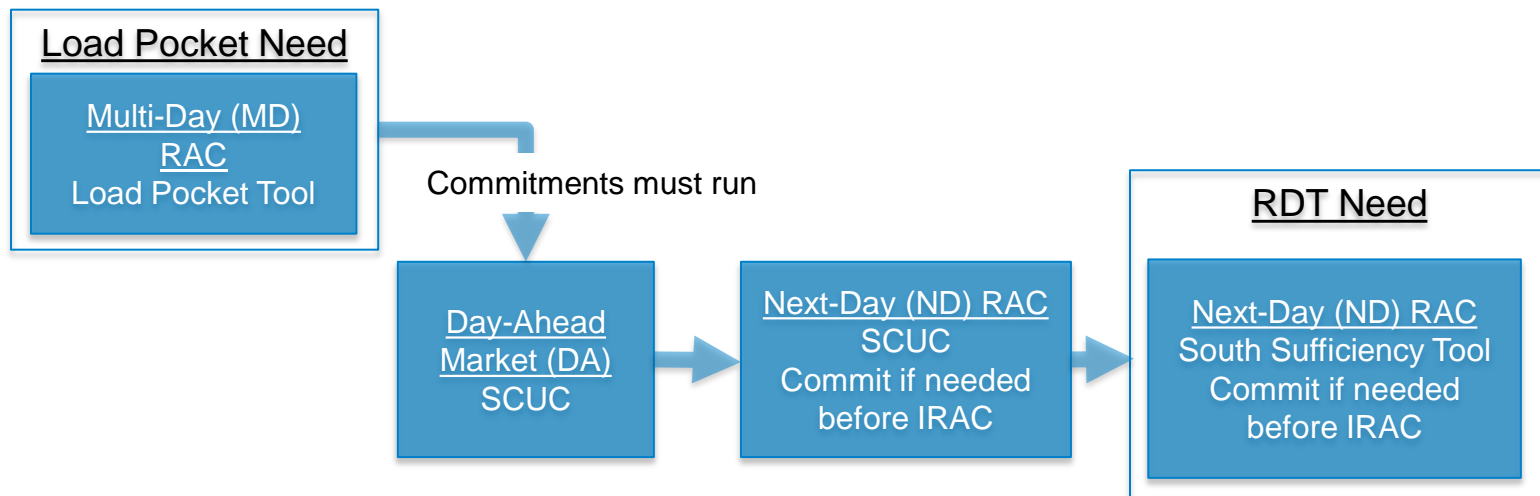 Load Pocket Need
Multi-Day (MD)
RAC
Load Pocket Tool
Commitments must run
Day-Ahead
Market (DA)
SCUC
Next-Day (ND) RAC
SCUC
Commit if needed
before IRAC
RDT Need
Next-Day (ND) RAC
South Sufficiency Tool
Commit if needed
before IRAC